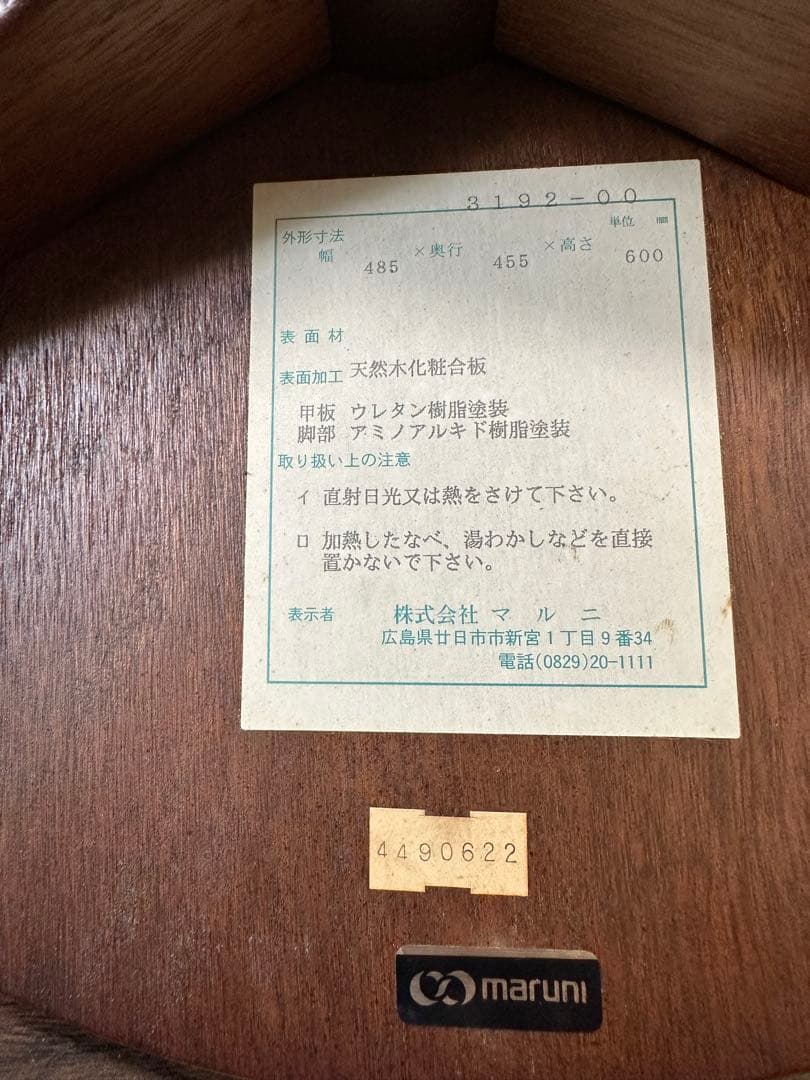 3192-00
単位 ㎜
外形寸法
幅 485 ×奥行 455 ×高さ 600
表面材
表面加工 天然木化粧合板
甲板 ウレタン樹脂塗装
脚部 アミノアルキド樹脂塗装
取り扱い上の注意
イ 直射日光又は熱をさけて下さい。
ロ 加熱したなべ、湯わかしなどを直接
置かないで下さい。
表示者 株式会社 マルニ
広島県廿日市市新宮1丁目9番34
電話(0829)20-1111
4490622
maruni